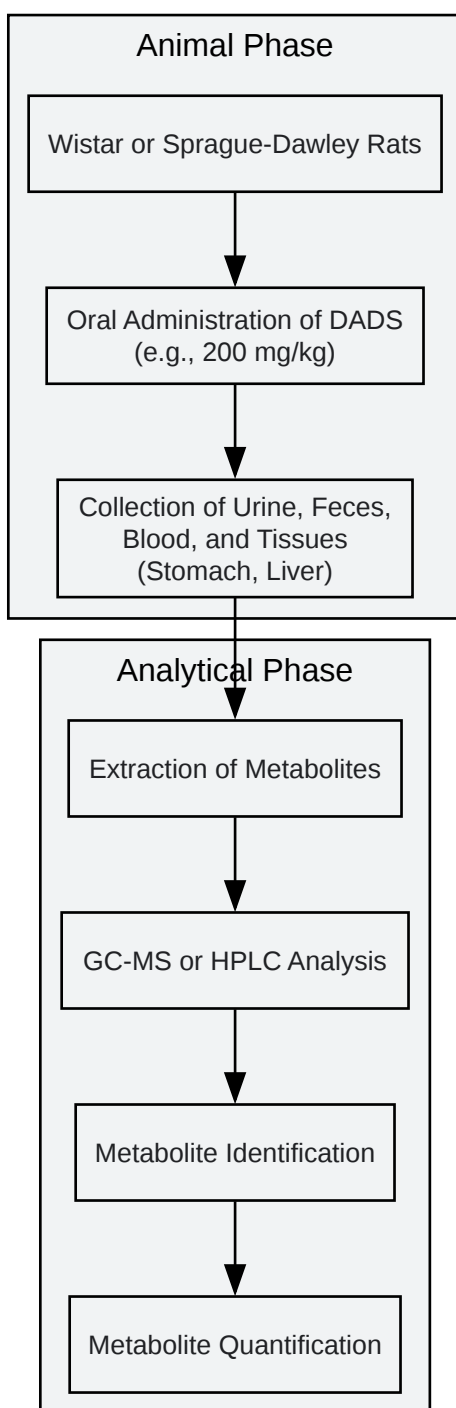 Animal Phase
Wistar or Sprague-Dawley Rats
Oral Administration of DADS
(e.g., 200 mg/kg)
Collection of Urine, Feces,
Blood, and Tissues
(Stomach, Liver)
Analytical Phase
Extraction of Metabolites
GC-MS or HPLC Analysis
Metabolite Identification
Metabolite Quantification